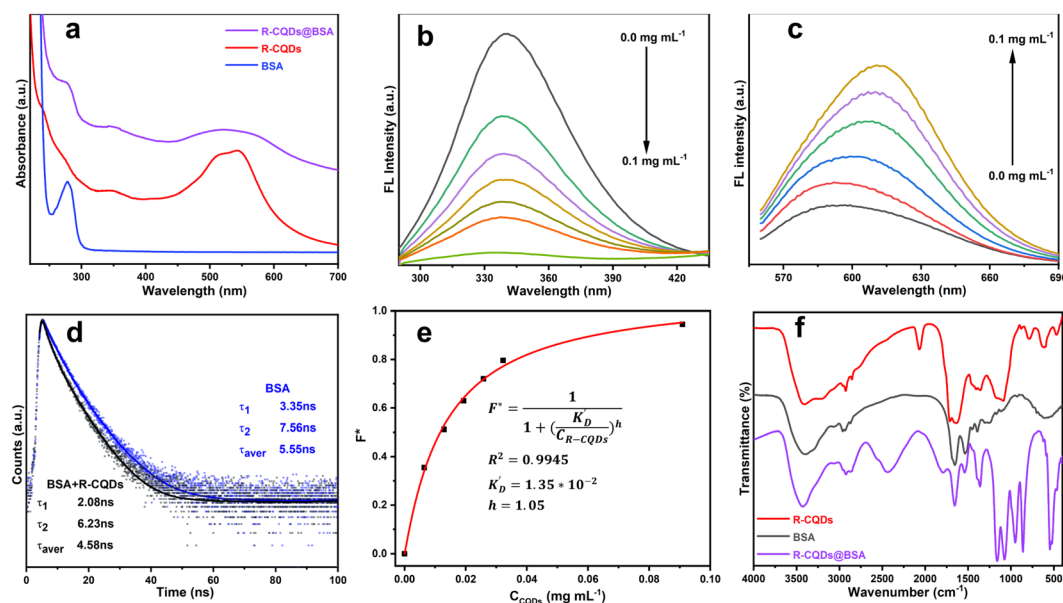 a
R-CQDs@BSA
R-CQDs
BSA
Absorbance (a.u.)
300 400 500 600 700
Wavelength (nm)
b
0.0 mg mL⁻¹
0.1 mg mL⁻¹
FL Intensity (a.u.)
300 330 360 390 420
Wavelength (nm)
c
0.1 mg mL⁻¹
0.0 mg mL⁻¹
FL intensity (a.u.)
570 600 630 660 690
Wavelength (nm)
d
BSA
τ₁ 3.35ns
τ₂ 7.56ns
τaver 5.55ns
BSA+R-CQDs
τ₁ 2.08ns
τ₂ 6.23ns
τaver 4.58ns
Counts (a.u.)
0 20 40 60 80 100
Time (ns)
e
1.0
0.8
0.6
0.4
0.2
0.0
F*
F* = 1 / (1 + (K'D / CR−CQDs)^h)
R² = 0.9945
K'D = 1.35 * 10⁻²
h = 1.05
0.00 0.02 0.04 0.06 0.08 0.10
CCQDs (mg mL⁻¹)
f
Transmittance (%)
R-CQDs
BSA
R-CQDs@BSA
4000 3500 3000 2500 2000 1500 1000 500
Wavenumber (cm⁻¹)